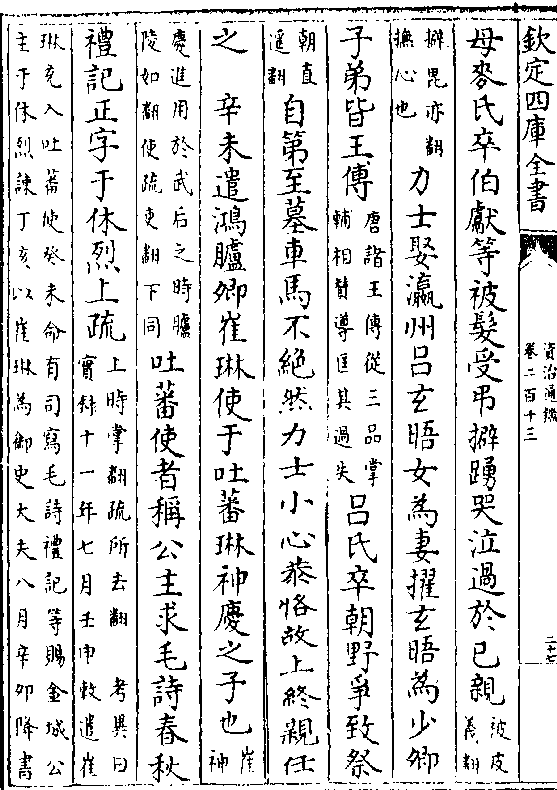 欽定四庫全書
資治通鑑
卷二百十三
二十七
母麥氏卒伯獻等被髮受弔擗踴哭泣過於已親被皮義翻
擗毘亦翻
撫心也力士娶瀛州吕玄晤女為妻擢玄晤為少卿
子弟皆王傅唐諸王傅從三品掌
輔相贊導匡其過失吕氏卒朝野爭致祭
朝直
遥翻自第至墓車馬不絶然力士小心恭恪故上終親任
之辛未遣鴻臚卿崔琳使于吐蕃琳神慶之子也崔神
慶進用於武后之時臚
陵如翻使疏吏翻下同吐蕃使者稱公主求毛詩春秋
禮記正字于休烈上疏上時掌翻疏所去翻考異曰
實録十一年七月壬申敕遣崔
琳充入吐蕃使癸未命有司寫毛詩禮記等賜金城公
主于休烈諫丁亥以崔琳為御史大夫八月辛卯降書